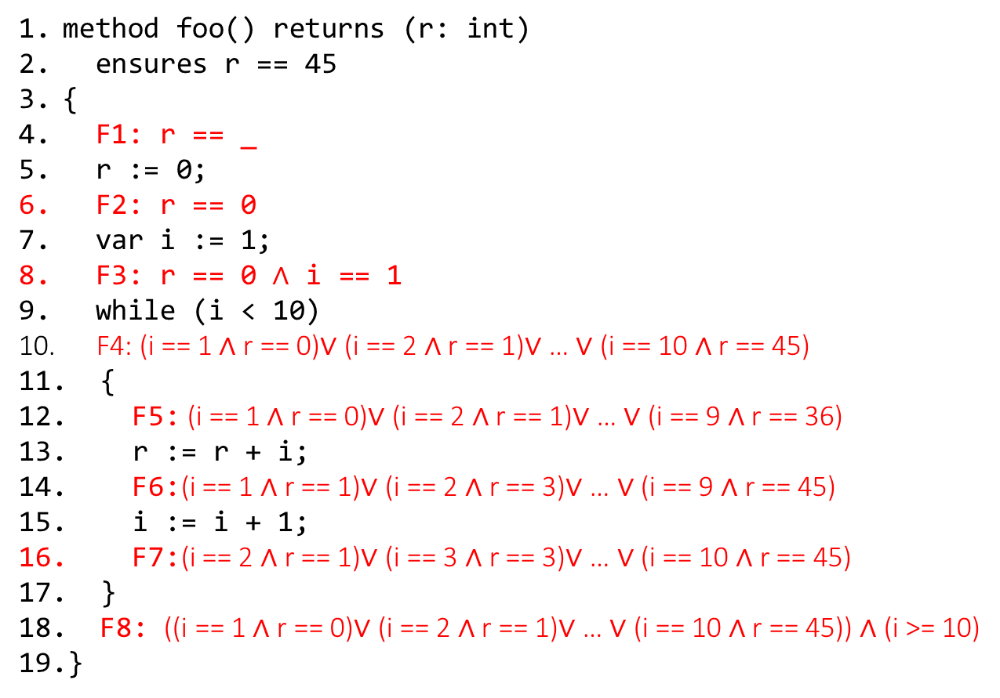 1. method foo() returns (r: int)
2. ensures r == 45
3. {
4. F1: r == _
5. r := 0;
6. F2: r == 0
7. var i := 1;
8. F3: r == 0 ∧ i == 1
9. while (i < 10)
10. F4: (i == 1 ∧ r == 0)∨ (i == 2 ∧ r == 1)∨ ... ∨ (i == 10 ∧ r == 45)
11. {
12. F5: (i == 1 ∧ r == 0)∨ (i == 2 ∧ r == 1)∨ ... ∨ (i == 9 ∧ r == 36)
13. r := r + i;
14. F6:(i == 1 ∧ r == 1)∨ (i == 2 ∧ r == 3)∨ ... ∨ (i == 9 ∧ r == 45)
15. i := i + 1;
16. F7:(i == 2 ∧ r == 1)∨ (i == 3 ∧ r == 3)∨ ... ∨ (i == 10 ∧ r == 45)
17. }
18. F8: ((i == 1 ∧ r == 0)∨ (i == 2 ∧ r == 1)∨ ... ∨ (i == 10 ∧ r == 45)) ∧ (i >= 10)
19.}